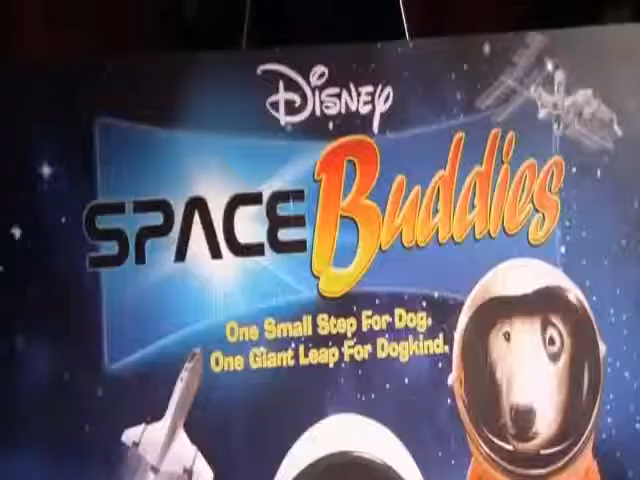 Disney
SPACE Buddies
One Small Step For Dog.
One Giant Leap For Dogkind.